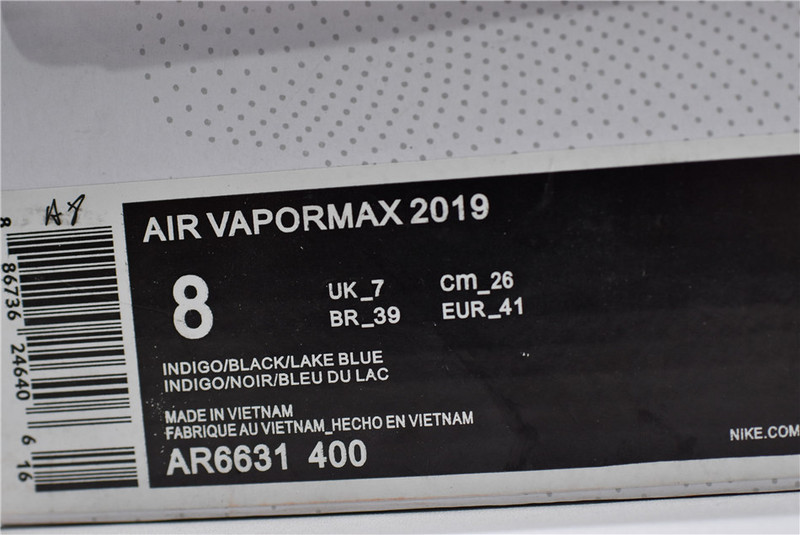 A9
8 86736 24640 6 16
AIR VAPORMAX 2019
8
UK_7 cm_26
BR_39 EUR_41
INDIGO/BLACK/LAKE BLUE
INDIGO/NOIR/BLEU DU LAC
MADE IN VIETNAM
FABRIQUE AU VIETNAM_HECHO EN VIETNAM
AR6631 400
NIKE.COM